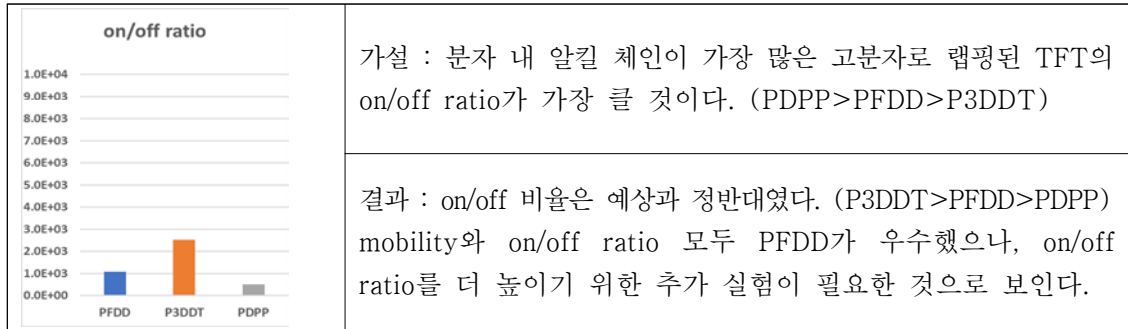 on/off ratio
1.0E+04
9.0E+03
8.0E+03
7.0E+03
6.0E+03
5.0E+03
4.0E+03
3.0E+03
2.0E+03
1.0E+03
0.0E+00
PFDD P3DDT PDPP
가설 : 분자 내 알킬 체인이 가장 많은 고분자로 랩핑된 TFT의
on/off ratio가 가장 클 것이다. (PDPP>PFDD>P3DDT)
결과 : on/off 비율은 예상과 정반대였다. (P3DDT>PFDD>PDPP)
mobility와 on/off ratio 모두 PFDD가 우수했으나, on/off
ratio를 더 높이기 위한 추가 실험이 필요한 것으로 보인다.